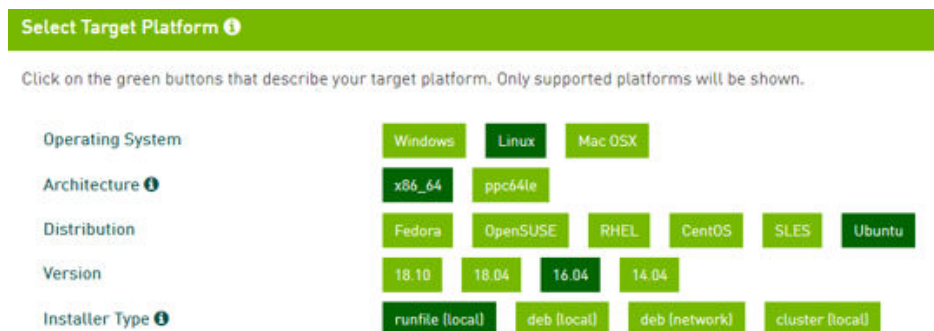 Select Target Platform
Click on the green buttons that describe your target platform. Only supported platforms will be shown.
Operating System Windows Linux Mac OSX
Architecture x86_64 ppc64le
Distribution Fedora OpenSUSE RHEL CentOS SLES Ubuntu
Version 18.10 18.04 16.04 14.04
Installer Type runfile (local) deb (local) deb (network) cluster (local)